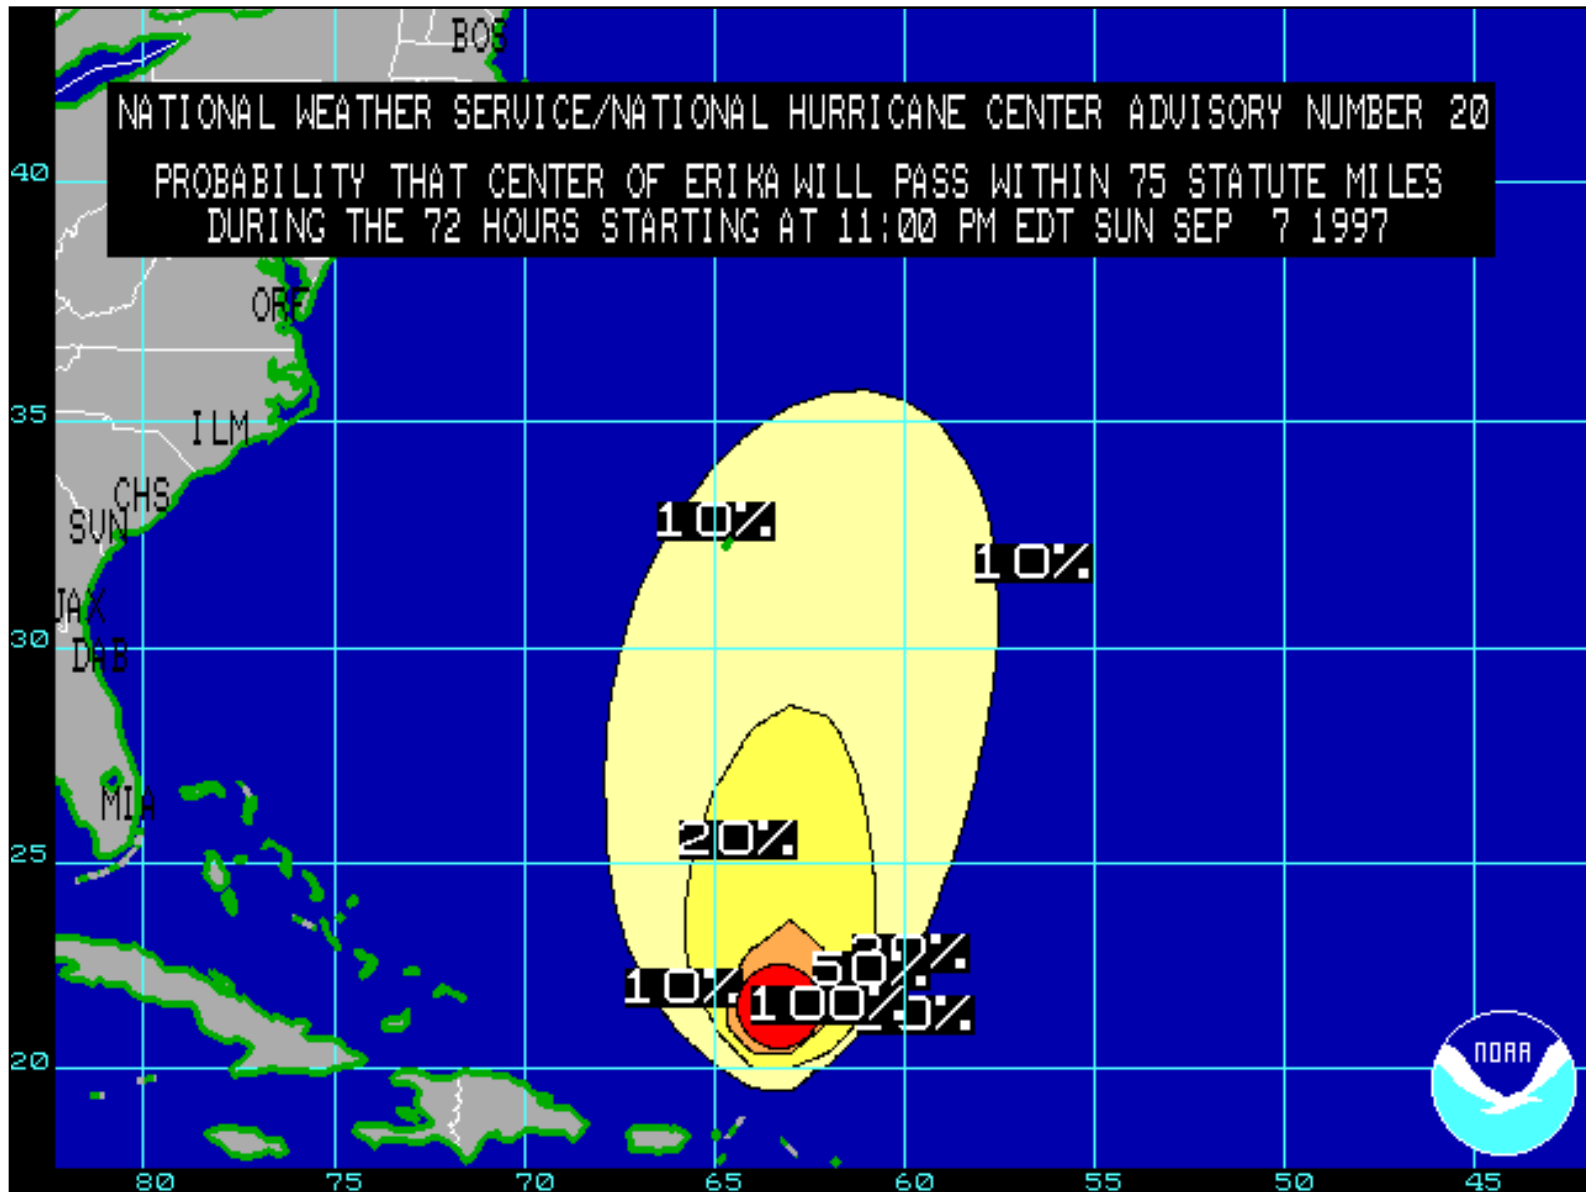 BOS
NATIONAL WEATHER SERVICE/NATIONAL HURRICANE CENTER ADVISORY NUMBER 20
PROBABILITY THAT CENTER OF ERIKA WILL PASS WITHIN 75 STATUTE MILES
DURING THE 72 HOURS STARTING AT 11:00 PM EDT SUN SEP 7 1997
40
ORF
35
ILM
CHS
SVN
10%
10%
JAX
30
DAB
MIA
20%
25
50%
10%
100%
20
NOAA
80 75 70 65 60 55 50 45